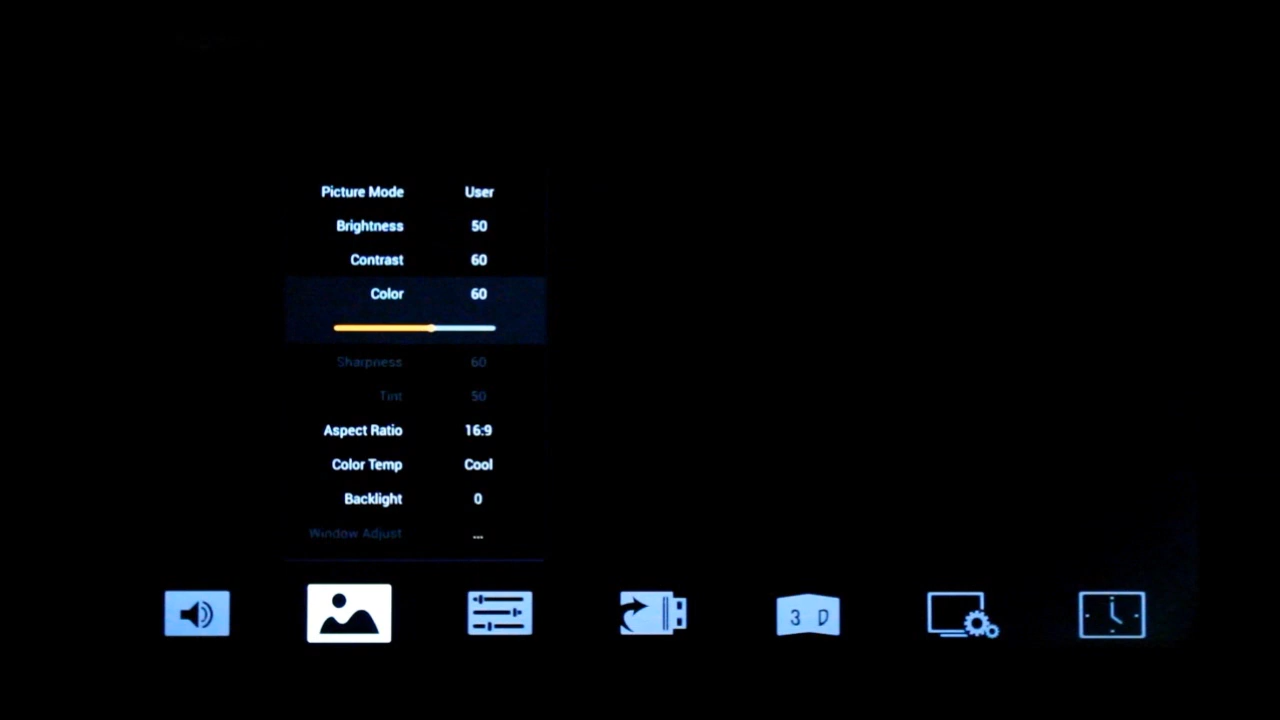 Picture Mode User
Brightness 50
Contrast 60
Color 60
Sharpness 60
Tint 50
Aspect Ratio 16:9
Color Temp Cool
Backlight 0
Window Adjust ...
3 D